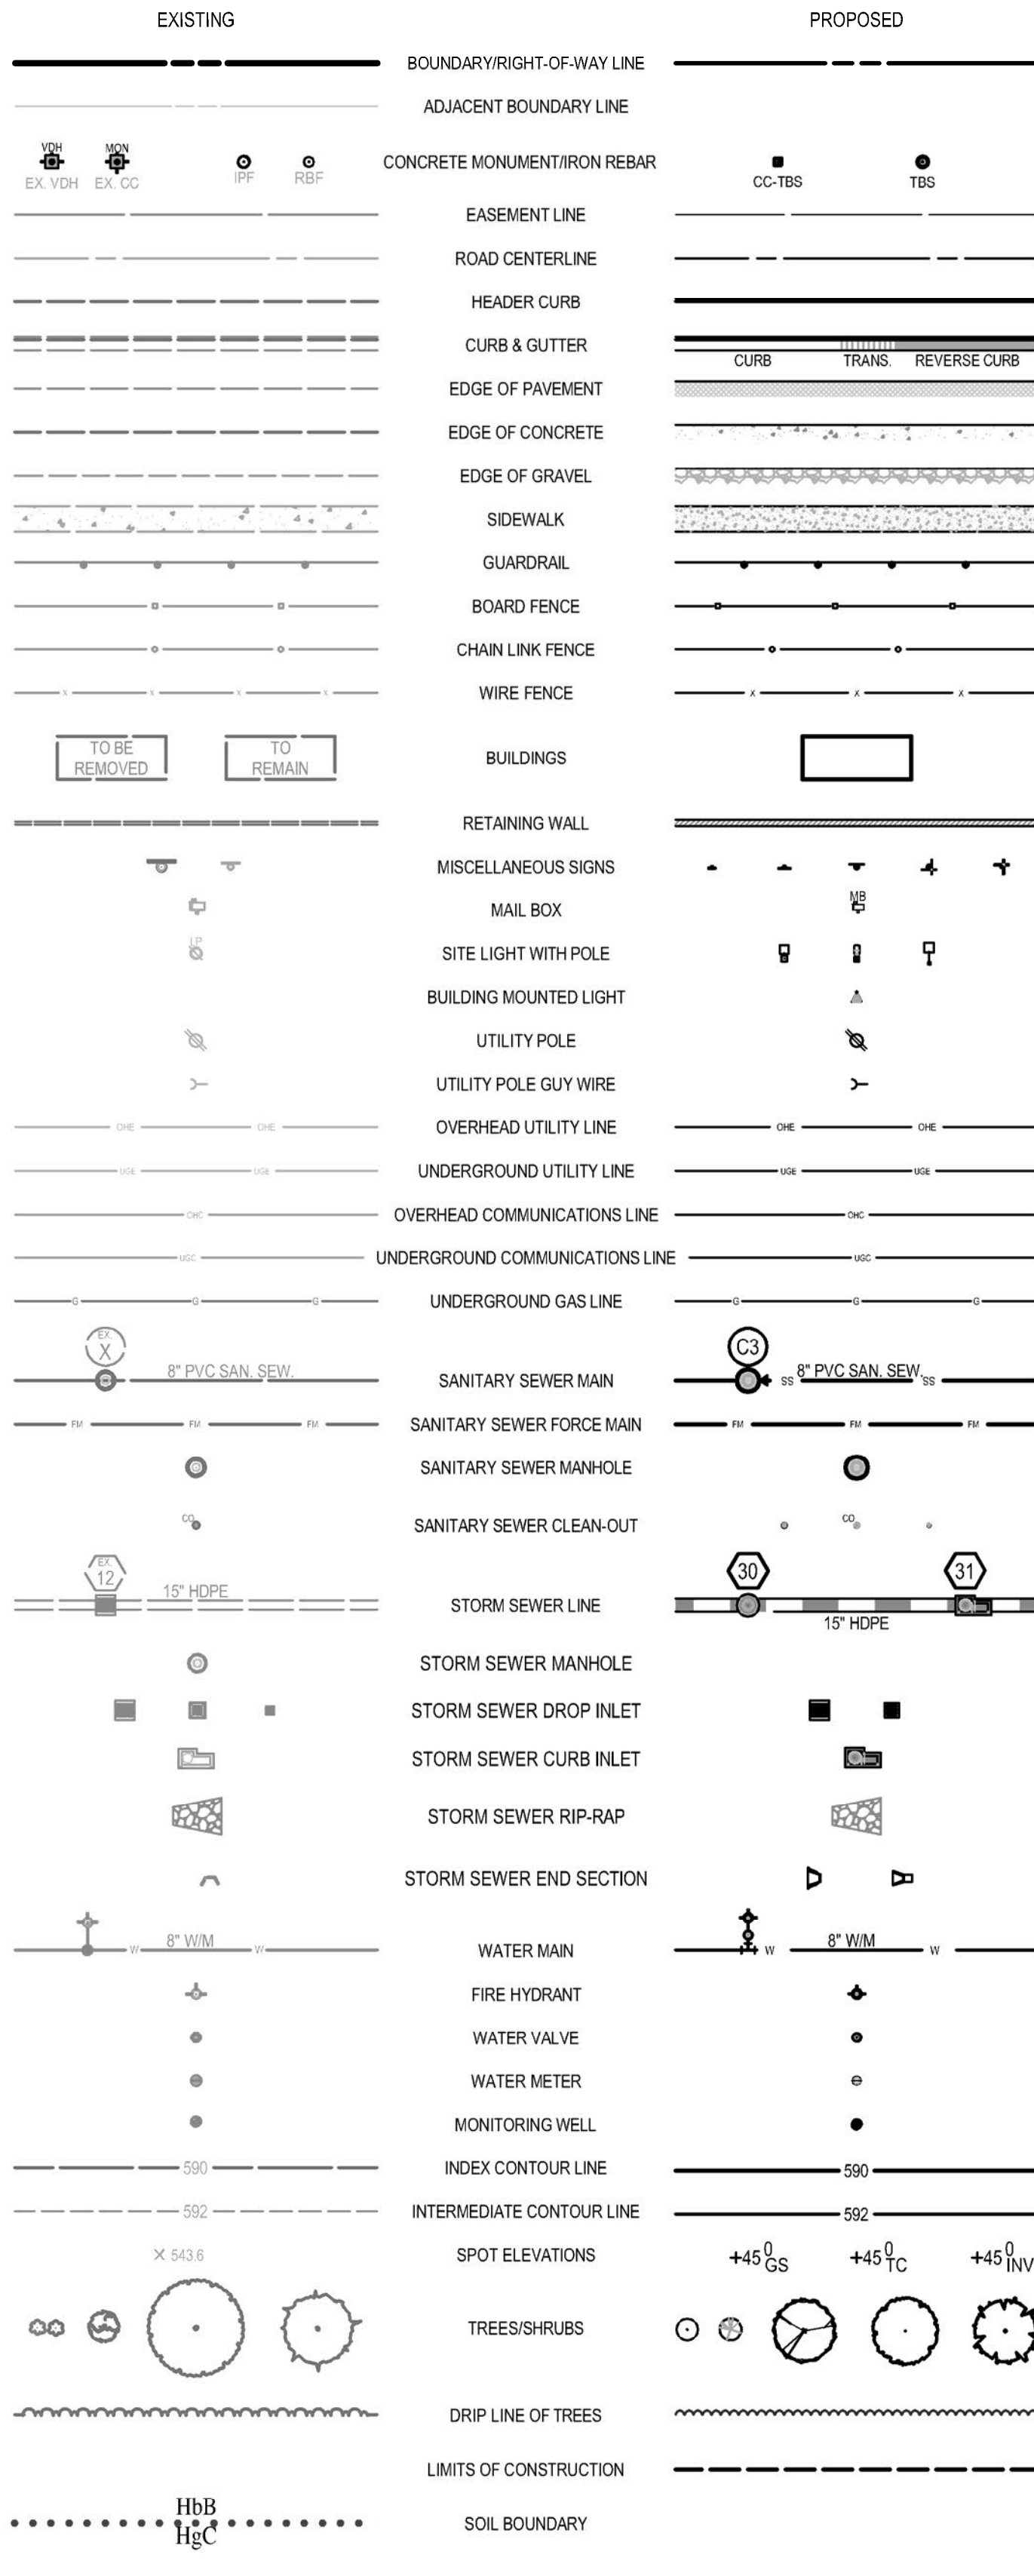 EXISTING PROPOSED
BOUNDARY/RIGHT-OF-WAY LINE
ADJACENT BOUNDARY LINE
VDH MON
CONCRETE MONUMENT/IRON REBAR
EX. VDH EX. CC IPF RBF CC-TBS TBS
EASEMENT LINE
ROAD CENTERLINE
HEADER CURB
CURB & GUTTER
CURB TRANS. REVERSE CURB
EDGE OF PAVEMENT
EDGE OF CONCRETE
EDGE OF GRAVEL
SIDEWALK
GUARDRAIL
BOARD FENCE
CHAIN LINK FENCE
X X X X WIRE FENCE X X X
TO BE TO
BUILDINGS
REMOVED REMAIN
RETAINING WALL
MISCELLANEOUS SIGNS
MB
MAIL BOX
LP
SITE LIGHT WITH POLE
BUILDING MOUNTED LIGHT
UTILITY POLE
UTILITY POLE GUY WIRE
OHE OHE OVERHEAD UTILITY LINE OHE OHE
UGE UGE UNDERGROUND UTILITY LINE UGE UGE
OHC OVERHEAD COMMUNICATIONS LINE OHC
UGC UNDERGROUND COMMUNICATIONS LINE UGC
G G G UNDERGROUND GAS LINE G G G
EX.
X C3
8" PVC SAN. SEW. 8" PVC SAN. SEW.
SANITARY SEWER MAIN SS SS
FM FM FM SANITARY SEWER FORCE MAIN FM FM FM
SANITARY SEWER MANHOLE
CO CO
SANITARY SEWER CLEAN-OUT
EX.
12 30 31
15" HDPE
STORM SEWER LINE
15" HDPE
STORM SEWER MANHOLE
STORM SEWER DROP INLET
STORM SEWER CURB INLET
STORM SEWER RIP-RAP
STORM SEWER END SECTION
8" W/M 8" W/M
W W WATER MAIN W W
FIRE HYDRANT
WATER VALVE
WATER METER
MONITORING WELL
590 INDEX CONTOUR LINE 590
592 INTERMEDIATE CONTOUR LINE 592
X 543.6 SPOT ELEVATIONS +45 0 GS +45 0 TC +45 0 INV
TREES/SHRUBS
DRIP LINE OF TREES
LIMITS OF CONSTRUCTION
HbB
SOIL BOUNDARY
HgC